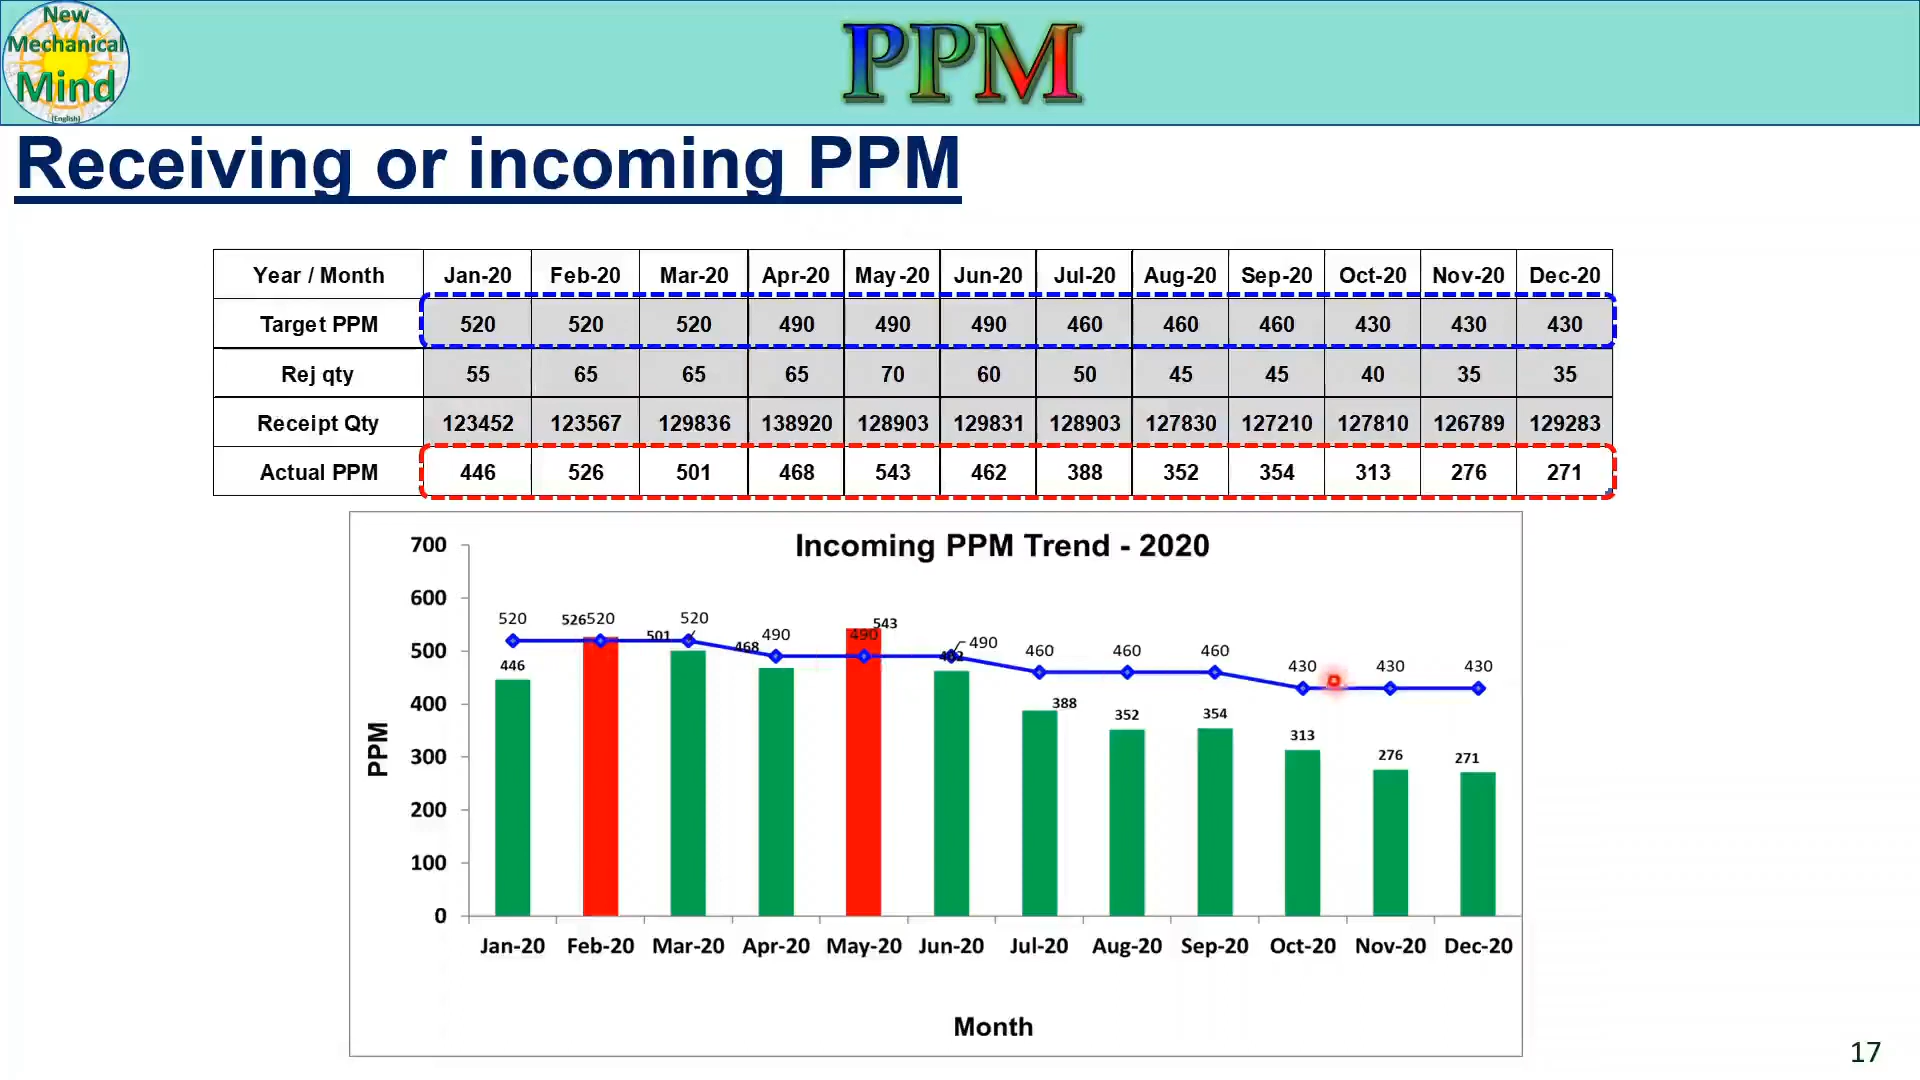 New
Mechanical
Mind
(English)
PPM
Receiving or incoming PPM
Year / Month Jan-20 Feb-20 Mar-20 Apr-20 May-20 Jun-20 Jul-20 Aug-20 Sep-20 Oct-20 Nov-20 Dec-20
Target PPM 520 520 520 490 490 490 460 460 460 430 430 430
Rej qty 55 65 65 65 70 60 50 45 45 40 35 35
Receipt Qty 123452 123567 129836 138920 128903 129831 128903 127830 127210 127810 126789 129283
Actual PPM 446 526 501 468 543 462 388 352 354 313 276 271
Incoming PPM Trend - 2020
700
600
500
400
300
200
100
0
PPM
520 526 520 501 520 468 490 490 543 462 490 460 460 460 430 430 430
446 388 352 354 313 276 271
Jan-20 Feb-20 Mar-20 Apr-20 May-20 Jun-20 Jul-20 Aug-20 Sep-20 Oct-20 Nov-20 Dec-20
Month
17